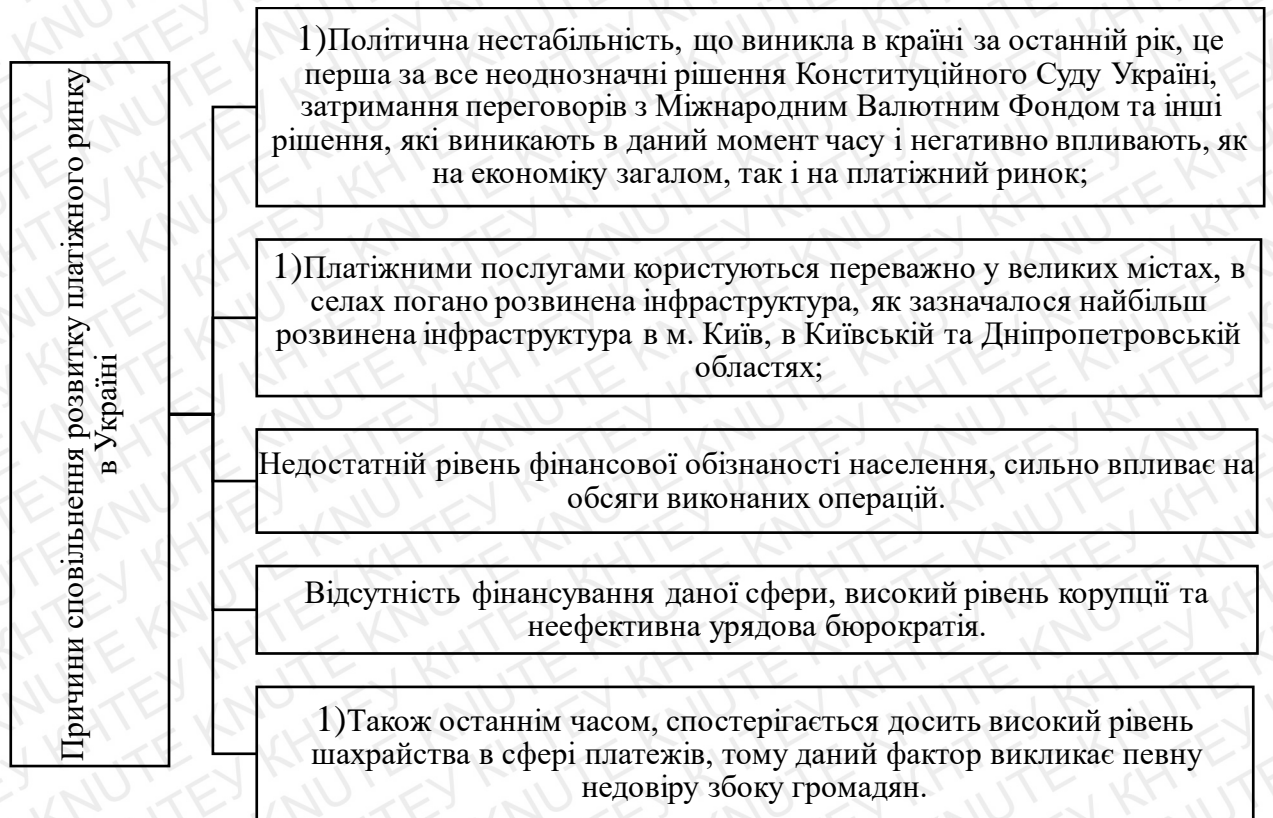 Причини сповільнення розвитку платіжного ринку
в Україні
1)Політична нестабільність, що виникла в країні за останній рік, це
перша за все неоднозначні рішення Конституційного Суду Україні,
затримання переговорів з Міжнародним Валютним Фондом та інші
рішення, які виникають в даний момент часу і негативно впливають, як
на економіку загалом, так і на платіжний ринок;
1)Платіжними послугами користуються переважно у великих містах, в
селах погано розвинена інфраструктура, як зазначалося найбільш
розвинена інфраструктура в м. Київ, в Київській та Дніпропетровській
областях;
Недостатній рівень фінансової обізнаності населення, сильно впливає на
обсяги виконаних операцій.
Відсутність фінансування даної сфери, високий рівень корупції та
неефективна урядова бюрократія.
1)Також останнім часом, спостерігається досить високий рівень
шахрайства в сфері платежів, тому даний фактор викликає певну
недовіру збоку громадян.